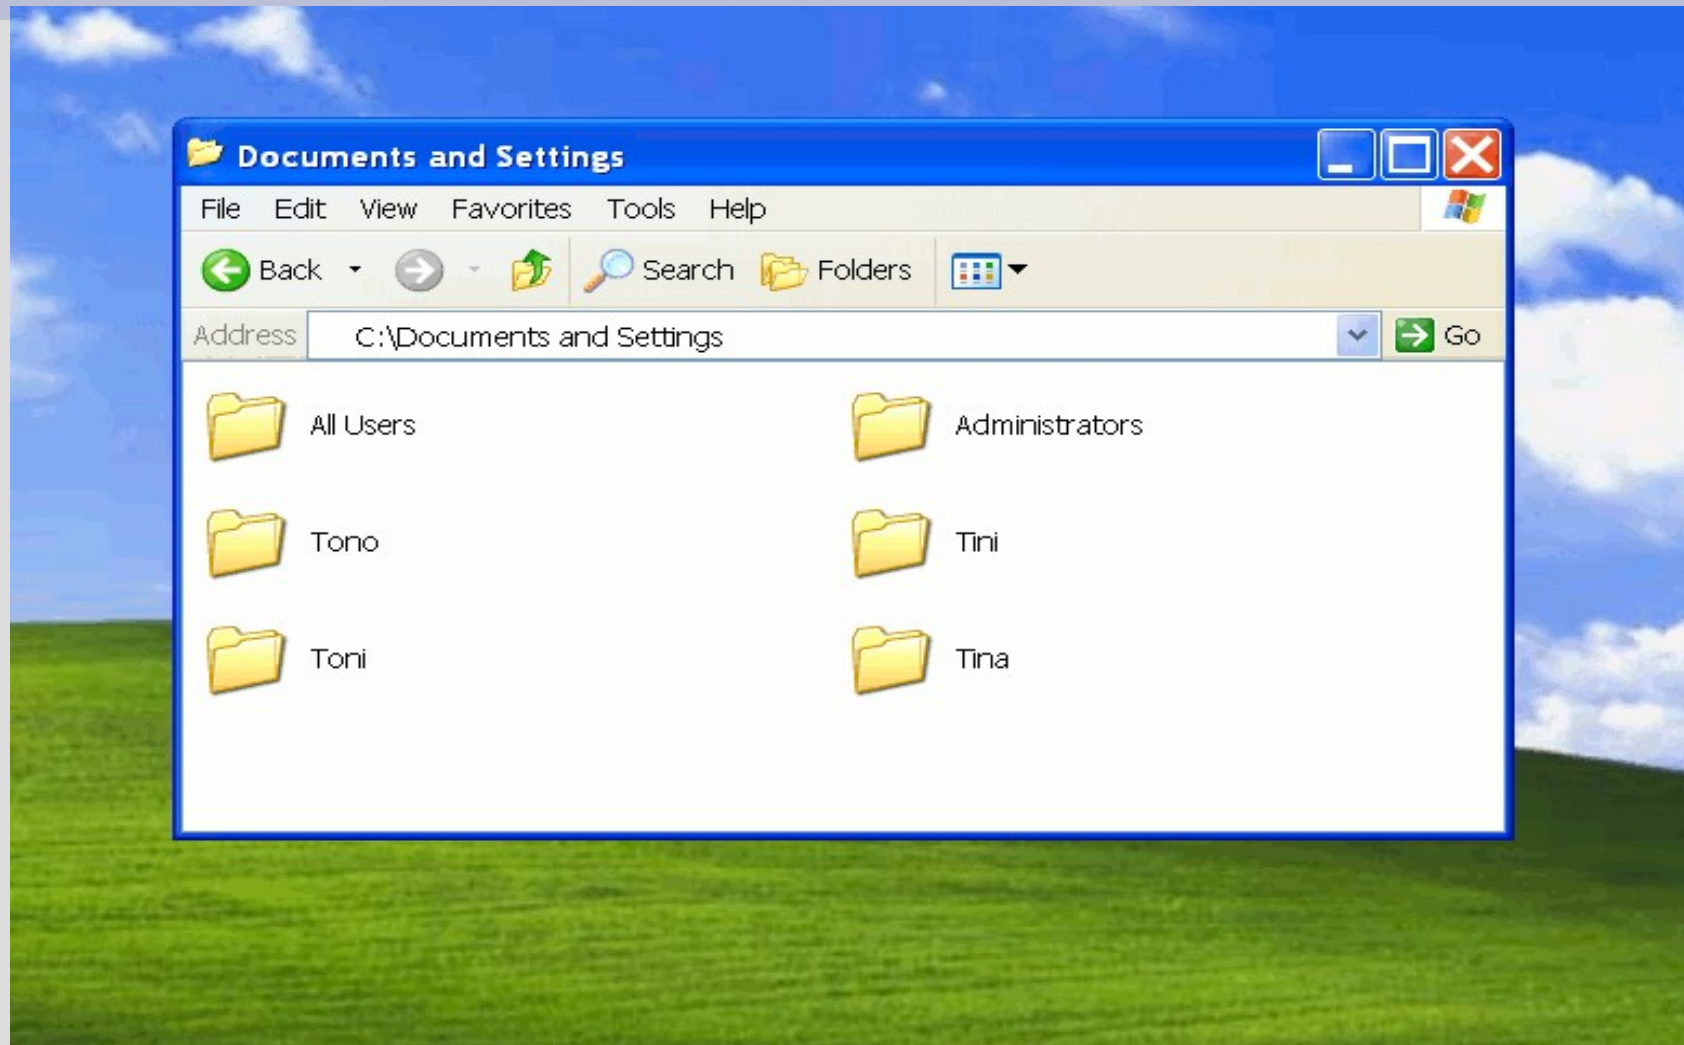 Documents and Settings
File Edit View Favorites Tools Help
Back Search Folders
Address C:\Documents and Settings Go
All Users Administrators
Tono Tini
Toni Tina